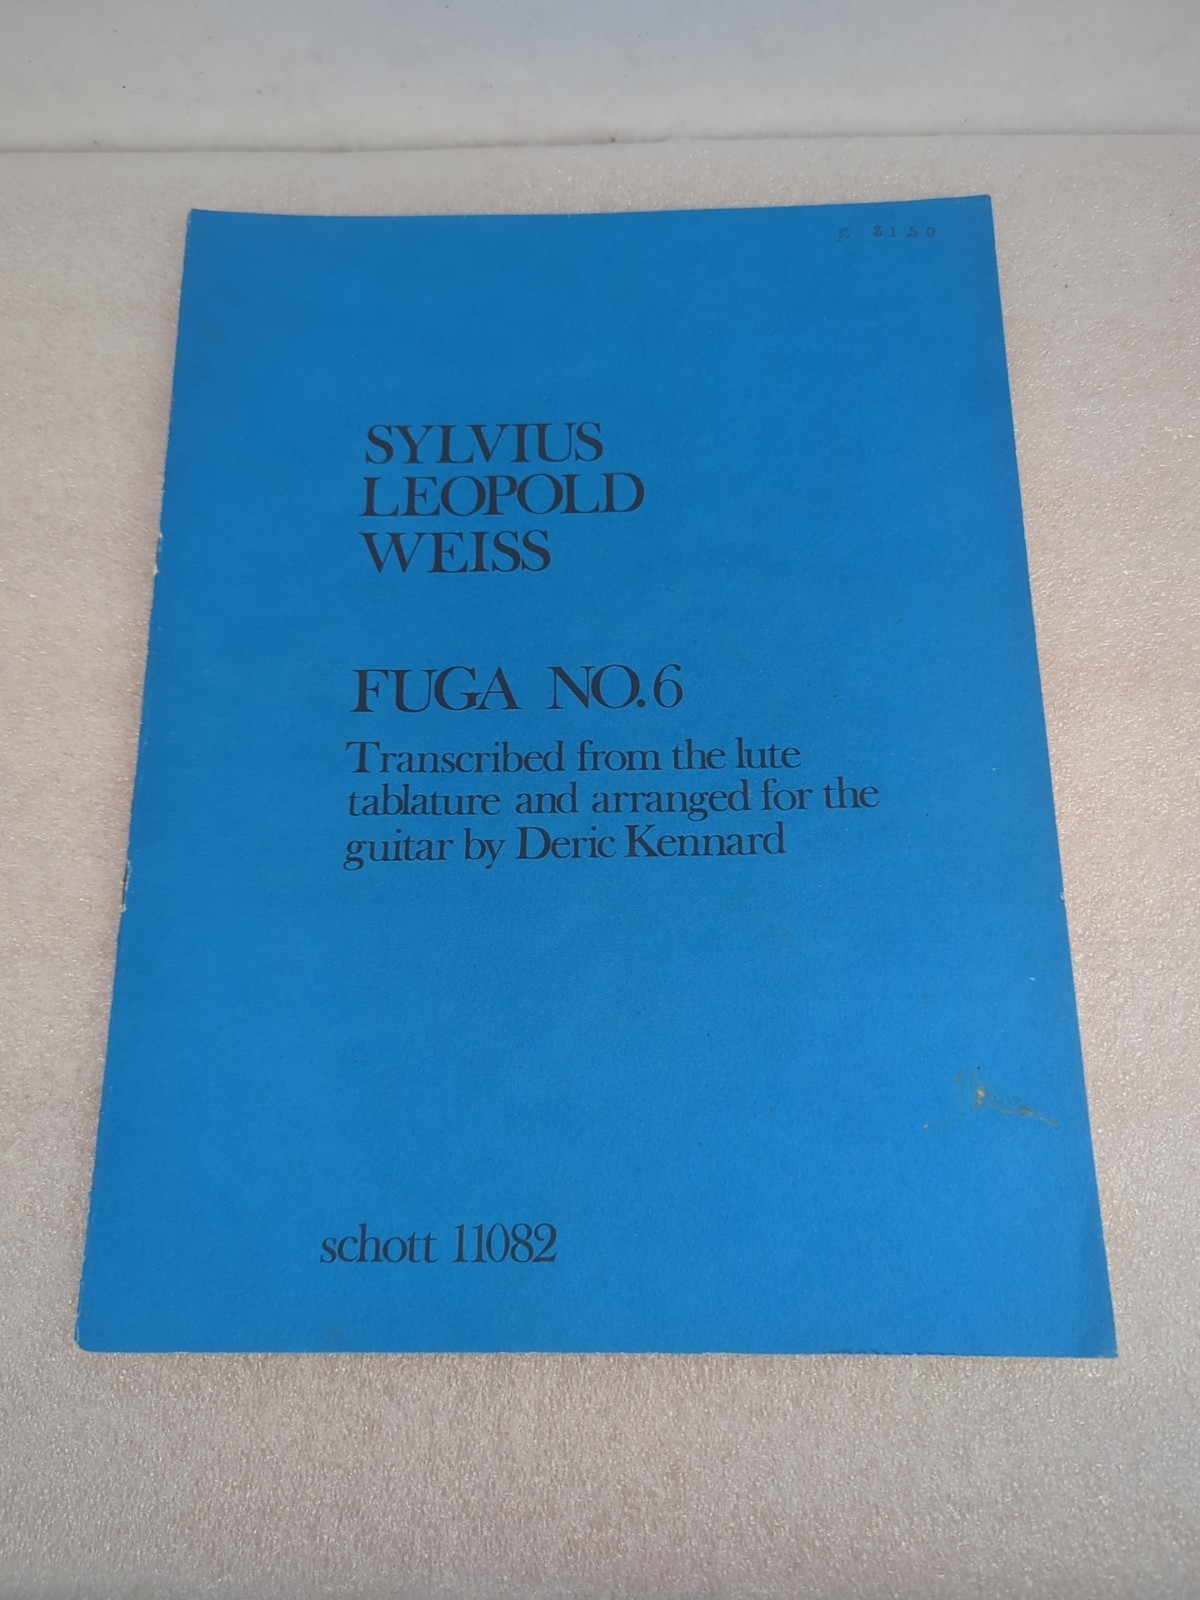 $1.50
SYLVIUS
LEOPOLD
WEISS
FUGA NO.6
Transcribed from the lute
tablature and arranged for the
guitar by Deric Kennard
schott 11082